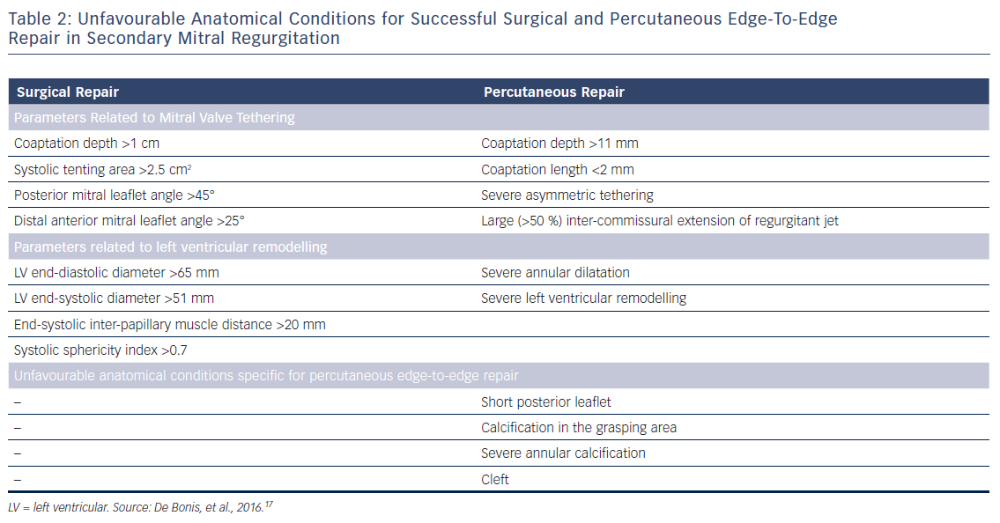 Table 2: Unfavourable Anatomical Conditions for Successful Surgical and Percutaneous Edge-To-Edge
Repair in Secondary Mitral Regurgitation
Surgical Repair Percutaneous Repair
Parameters Related to Mitral Valve Tethering
Coaptation depth >1 cm Coaptation depth >11 mm
Systolic tenting area >2.5 cm² Coaptation length <2 mm
Posterior mitral leaflet angle >45° Severe asymmetric tethering
Distal anterior mitral leaflet angle >25° Large (>50 %) inter-commissural extension of regurgitant jet
Parameters related to left ventricular remodelling
LV end-diastolic diameter >65 mm Severe annular dilatation
LV end-systolic diameter >51 mm Severe left ventricular remodelling
End-systolic inter-papillary muscle distance >20 mm
Systolic sphericity index >0.7
Unfavourable anatomical conditions specific for percutaneous edge-to-edge repair
– Short posterior leaflet
– Calcification in the grasping area
– Severe annular calcification
– Cleft
LV = left ventricular. Source: De Bonis, et al., 2016.¹⁷